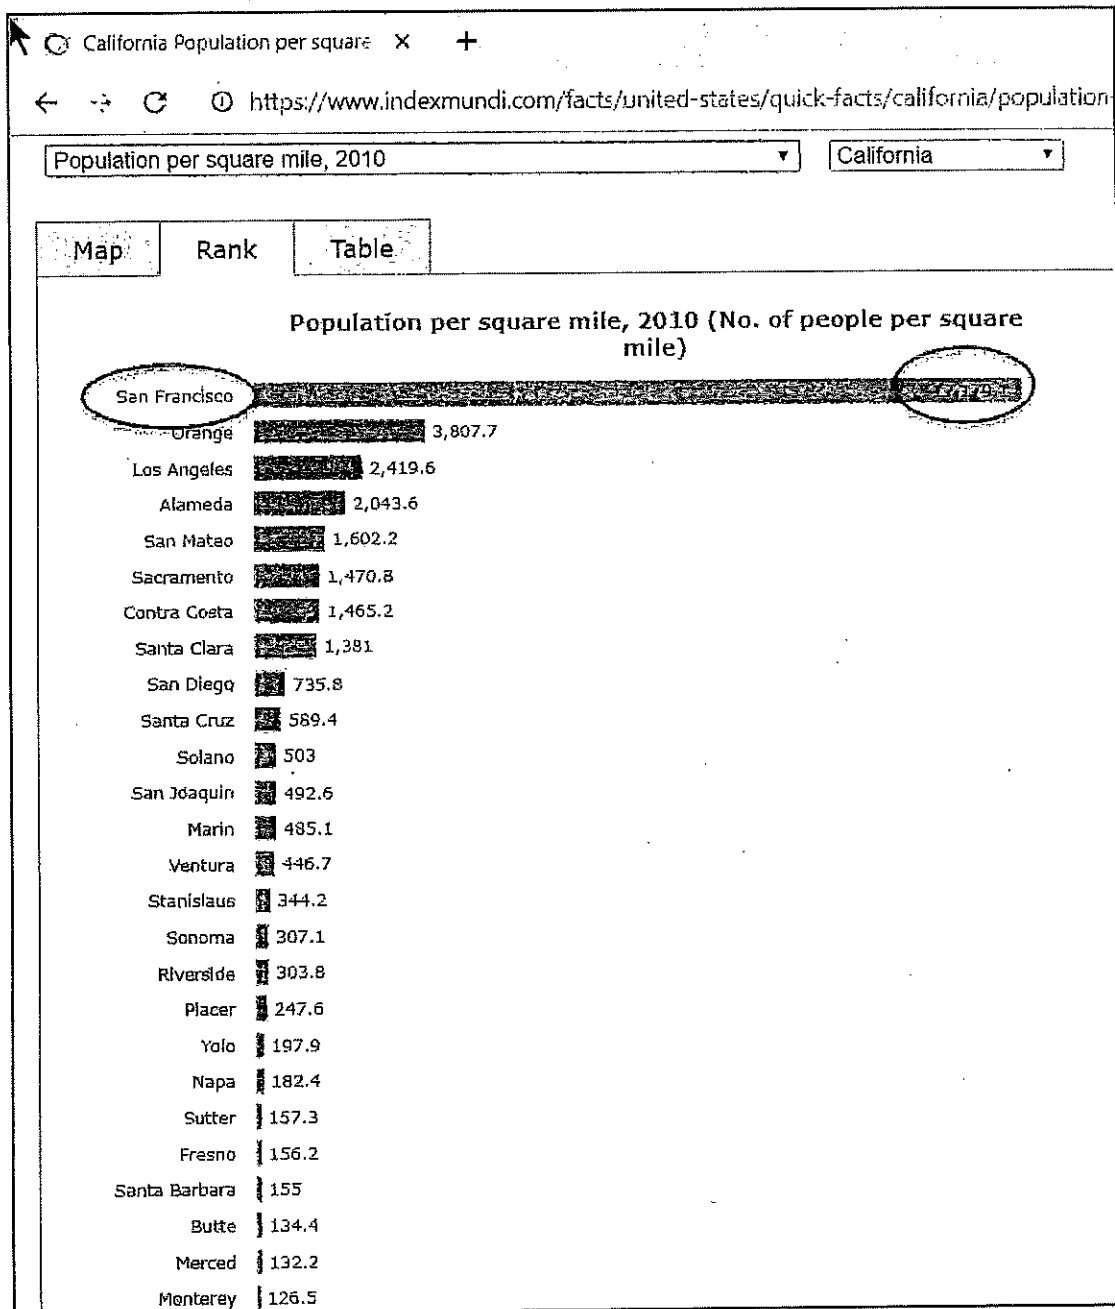 California Population per square × +
https://www.indexmundi.com/facts/united-states/quick-facts/california/population-
Population per square mile, 2010 California
Map Rank Table
Population per square mile, 2010 (No. of people per square
mile)
San Francisco
Orange 3,807.7
Los Angeles 2,419.6
Alameda 2,043.6
San Mateo 1,602.2
Sacramento 1,470.8
Contra Costa 1,465.2
Santa Clara 1,381
San Diego 735.8
Santa Cruz 589.4
Solano 503
San Joaquin 492.6
Marin 485.1
Ventura 446.7
Stanislaus 344.2
Sonoma 307.1
Riverside 303.8
Placer 247.6
Yolo 197.9
Napa 182.4
Sutter 157.3
Fresno 156.2
Santa Barbara 155
Butte 134.4
Merced 132.2
Monterey 126.5